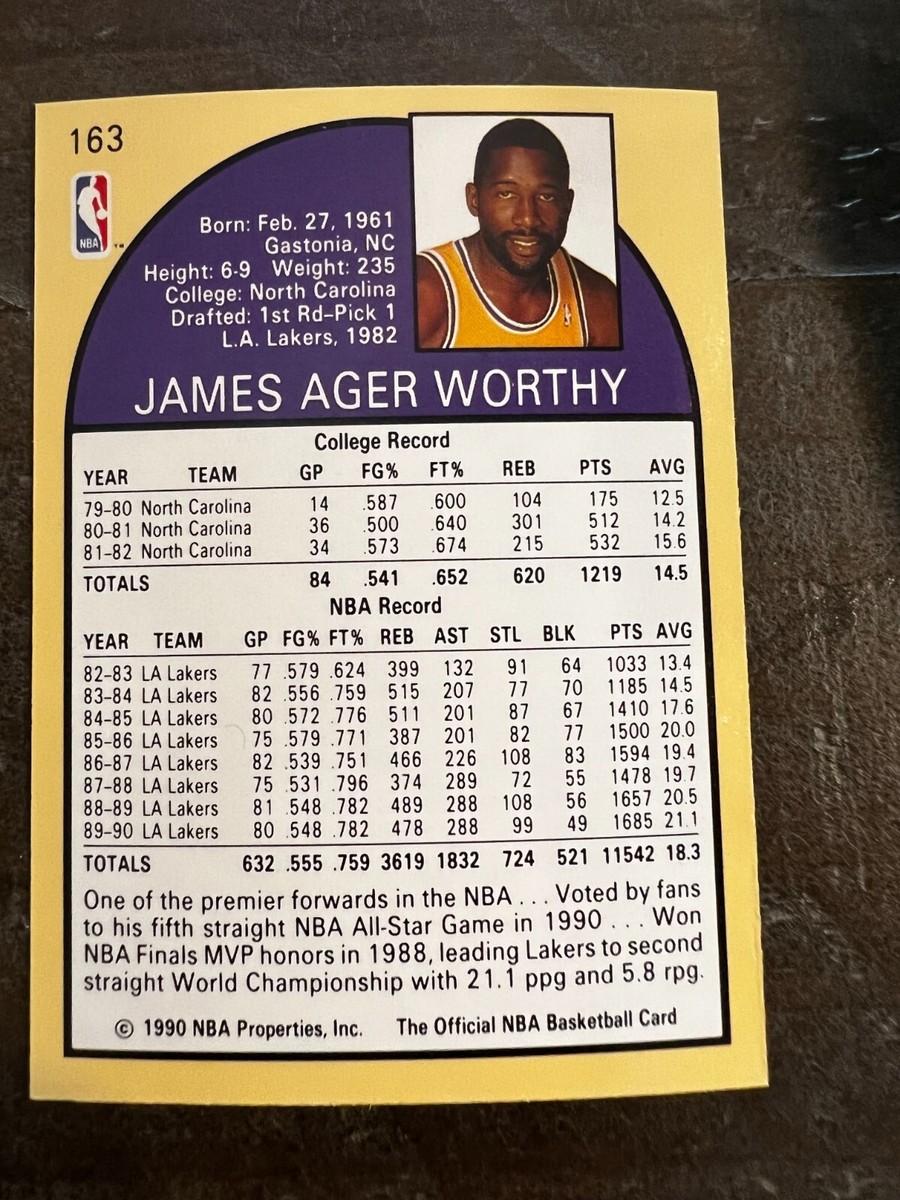 163
NBA
TM
Born: Feb. 27, 1961
Gastonia, NC
Height: 6-9 Weight: 235
College: North Carolina
Drafted: 1st Rd–Pick 1
L.A. Lakers, 1982
JAMES AGER WORTHY
College Record
YEAR TEAM GP FG% FT% REB PTS AVG
79–80 North Carolina 14 .587 .600 104 175 12.5
80–81 North Carolina 36 .500 .640 301 512 14.2
81–82 North Carolina 34 .573 .674 215 532 15.6
TOTALS 84 .541 .652 620 1219 14.5
NBA Record
YEAR TEAM GP FG% FT% REB AST STL BLK PTS AVG
82–83 LA Lakers 77 .579 .624 399 132 91 64 1033 13.4
83–84 LA Lakers 82 .556 .759 515 207 77 70 1185 14.5
84–85 LA Lakers 80 .572 .776 511 201 87 67 1410 17.6
85–86 LA Lakers 75 .579 .771 387 201 82 77 1500 20.0
86–87 LA Lakers 82 .539 .751 466 226 108 83 1594 19.4
87–88 LA Lakers 75 .531 .796 374 289 72 55 1478 19.7
88–89 LA Lakers 81 .548 .782 489 288 108 56 1657 20.5
89–90 LA Lakers 80 .548 .782 478 288 99 49 1685 21.1
TOTALS 632 .555 .759 3619 1832 724 521 11542 18.3
One of the premier forwards in the NBA . . . Voted by fans
to his fifth straight NBA All-Star Game in 1990 . . . Won
NBA Finals MVP honors in 1988, leading Lakers to second
straight World Championship with 21.1 ppg and 5.8 rpg.
© 1990 NBA Properties, Inc. The Official NBA Basketball Card